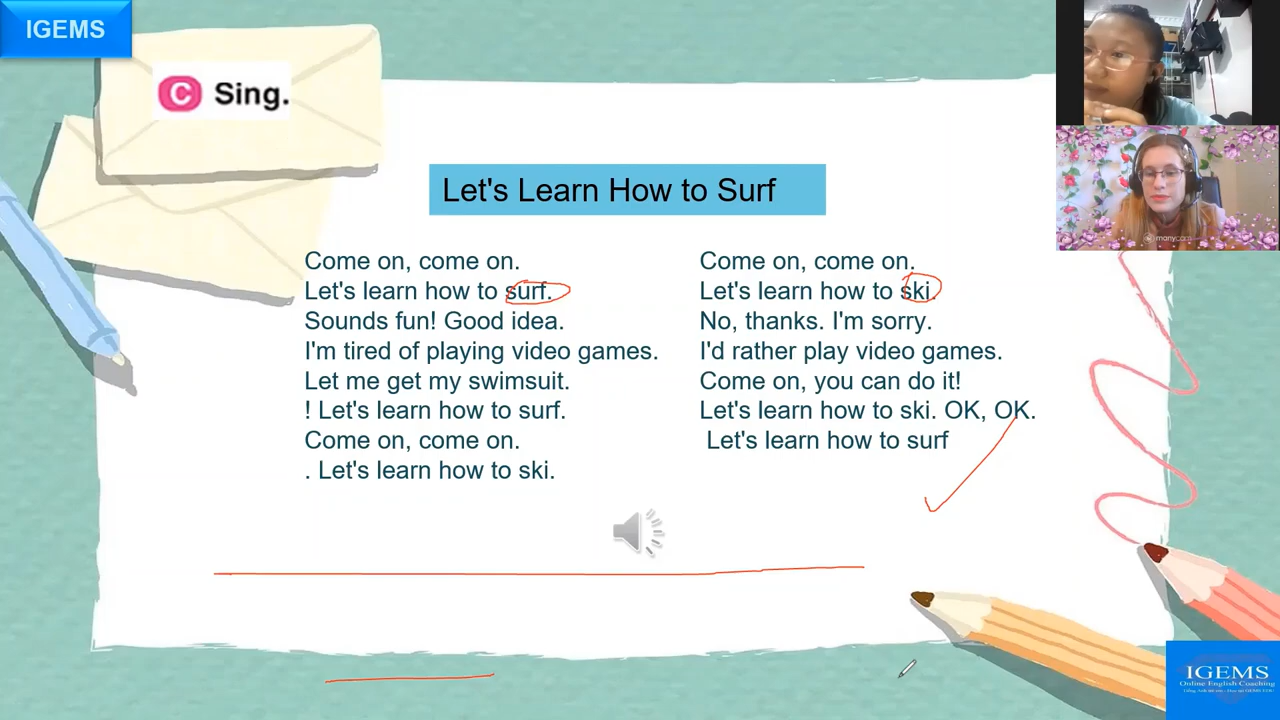 IGEMS
C Sing.
Let's Learn How to Surf
Come on, come on.
Let's learn how to surf.
Sounds fun! Good idea.
I'm tired of playing video games.
Let me get my swimsuit.
! Let's learn how to surf.
Come on, come on.
. Let's learn how to ski.
Come on, come on.
Let's learn how to ski.
No, thanks. I'm sorry.
I'd rather play video games.
Come on, you can do it!
Let's learn how to ski. OK, OK.
Let's learn how to surf
manycam
IGEMS
Online English Coaching